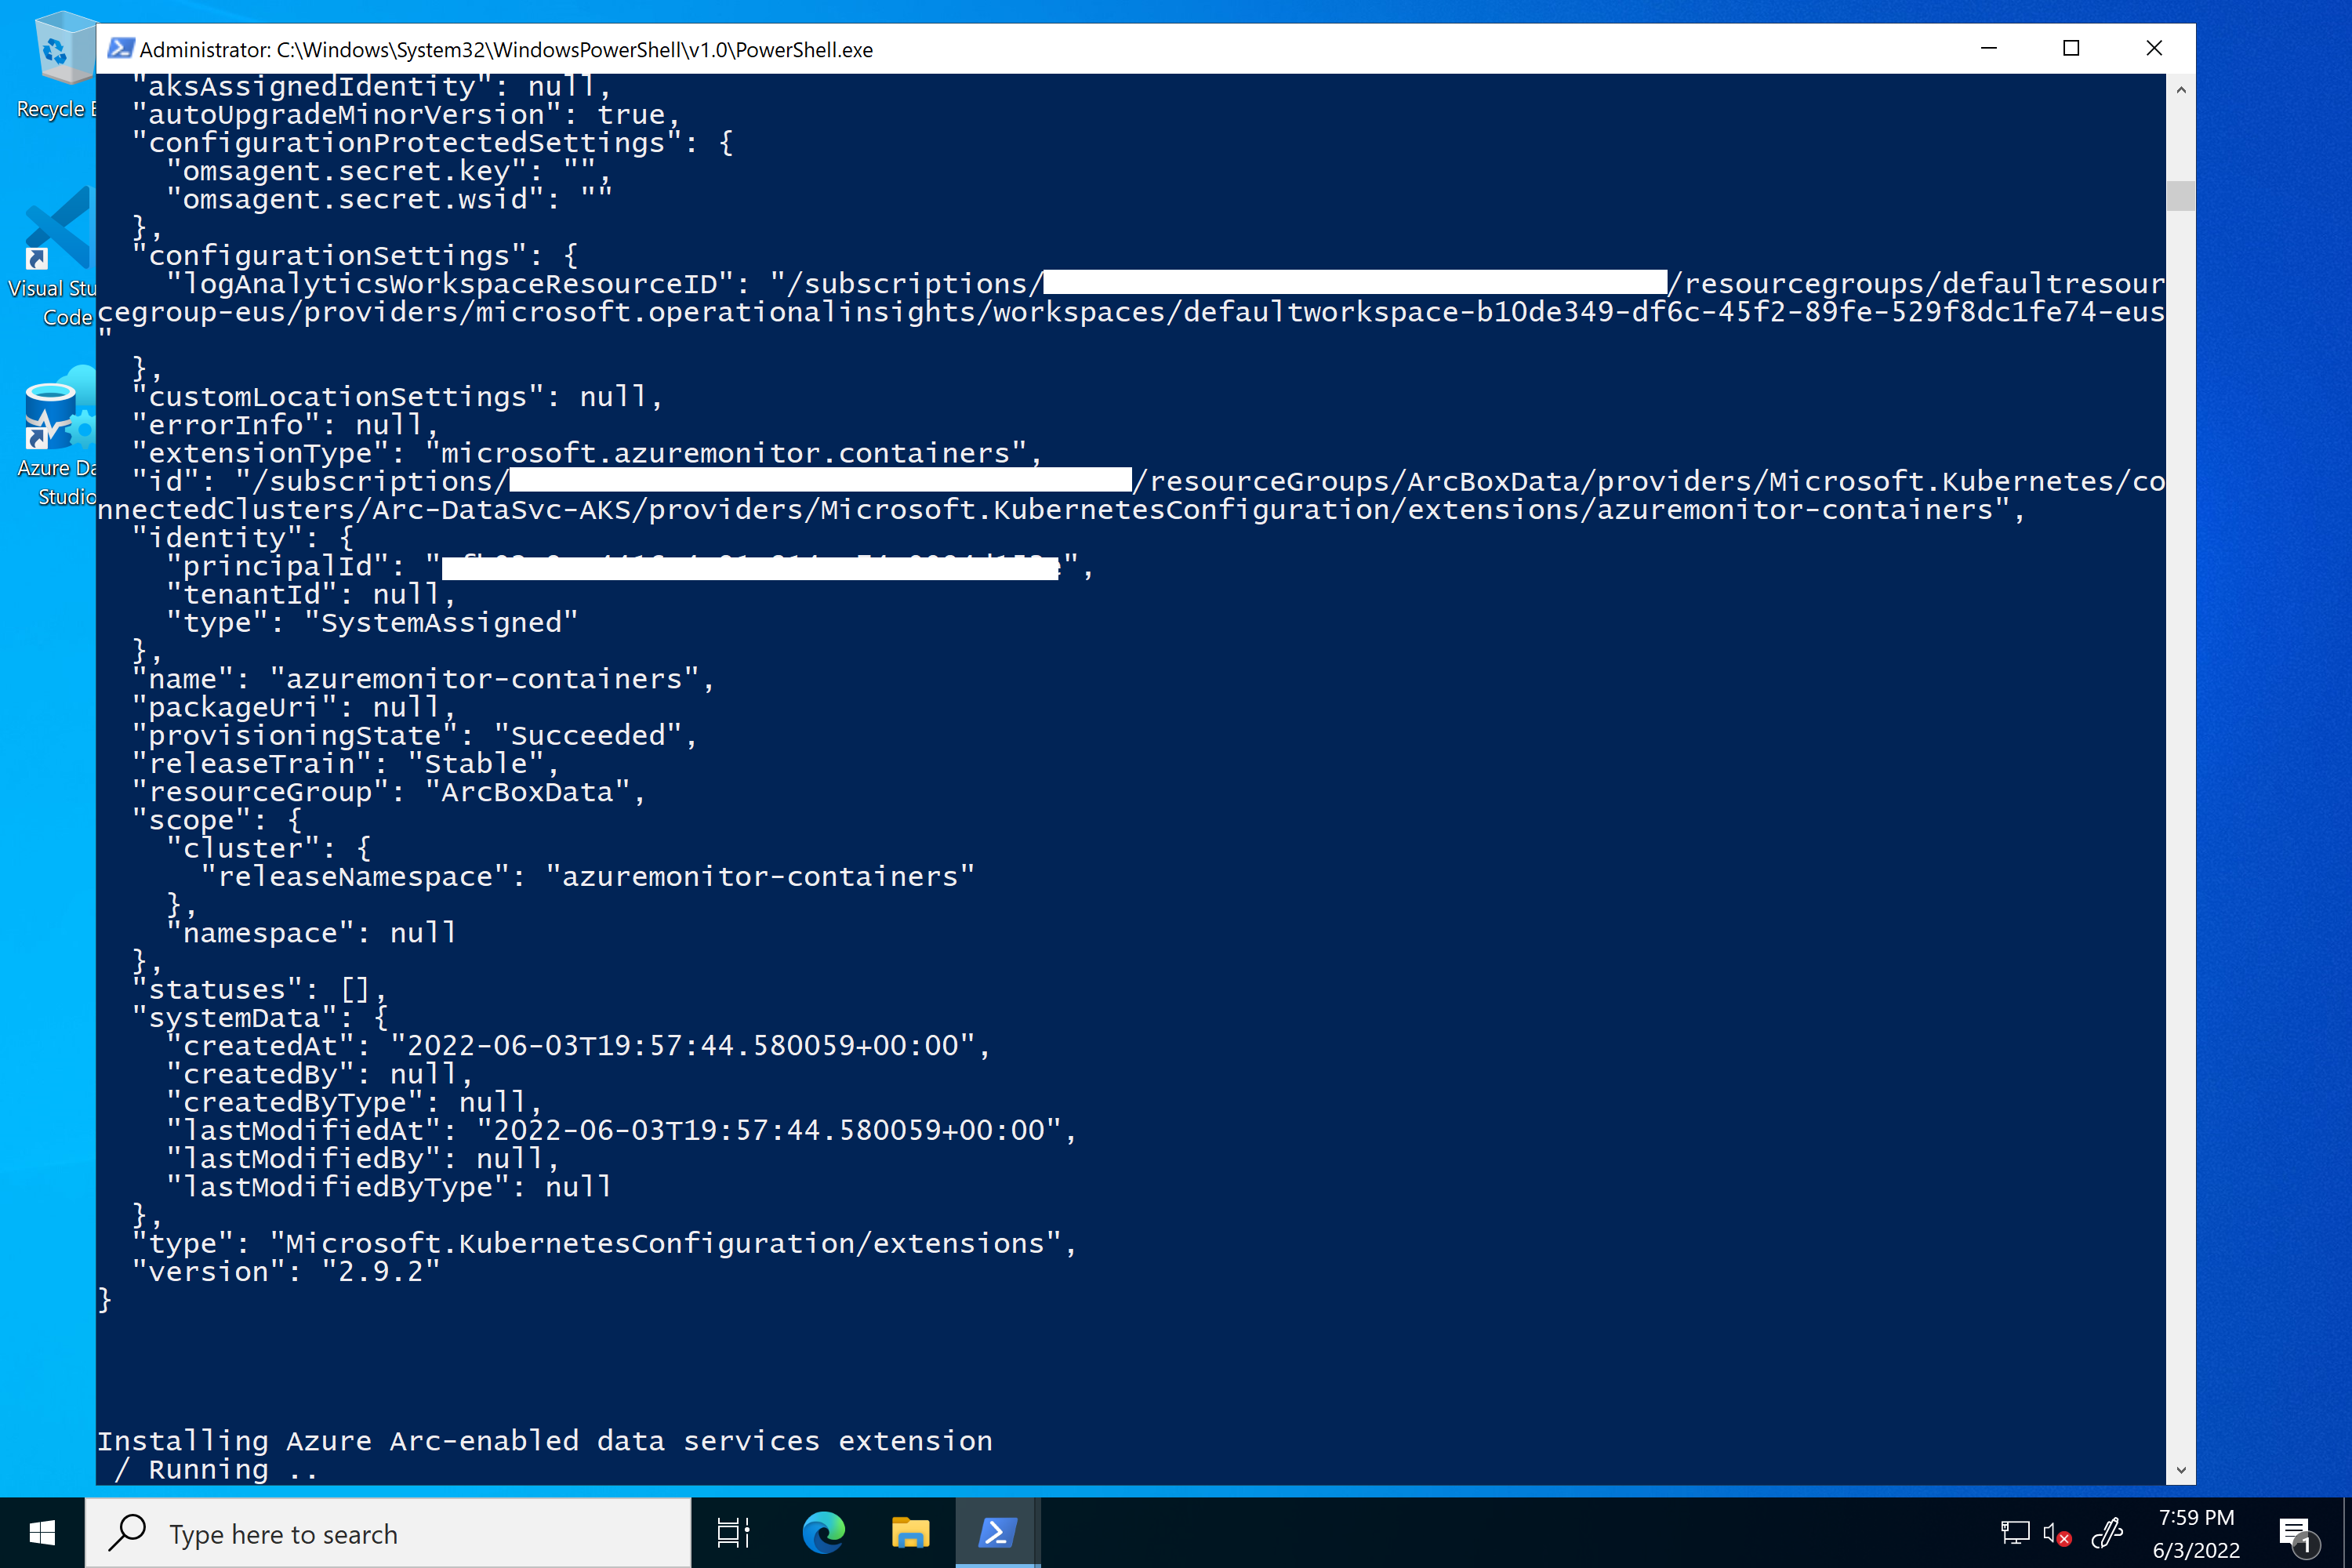 Administrator: C:\Windows\System32\WindowsPowerShell\v1.0\PowerShell.exe
Recycle
Visual Stu
Code
Azure Da
Studio
"aksAssignedIdentity": null,
"autoUpgradeMinorVersion": true,
"configurationProtectedSettings": {
"omsagent.secret.key": "",
"omsagent.secret.wsid": ""
},
"configurationSettings": {
"logAnalyticsWorkspaceResourceID": "/subscriptions/ /resourcegroups/defaultresour
cegroup-eus/providers/microsoft.operationalinsights/workspaces/defaultworkspace-b10de349-df6c-45f2-89fe-529f8dc1fe74-eus
"
},
"customLocationSettings": null,
"errorInfo": null,
"extensionType": "microsoft.azuremonitor.containers",
"id": "/subscriptions/ /resourceGroups/ArcBoxData/providers/Microsoft.Kubernetes/co
nnectedClusters/Arc-DataSvc-AKS/providers/Microsoft.KubernetesConfiguration/extensions/azuremonitor-containers",
"identity": {
"principalId": " ",
"tenantId": null,
"type": "SystemAssigned"
},
"name": "azuremonitor-containers",
"packageUri": null,
"provisioningState": "Succeeded",
"releaseTrain": "Stable",
"resourceGroup": "ArcBoxData",
"scope": {
"cluster": {
"releaseNamespace": "azuremonitor-containers"
},
"namespace": null
},
"statuses": [],
"systemData": {
"createdAt": "2022-06-03T19:57:44.580059+00:00",
"createdBy": null,
"createdByType": null,
"lastModifiedAt": "2022-06-03T19:57:44.580059+00:00",
"lastModifiedBy": null,
"lastModifiedByType": null
},
"type": "Microsoft.KubernetesConfiguration/extensions",
"version": "2.9.2"
}
Installing Azure Arc-enabled data services extension
/ Running ..
Type here to search
7:59 PM
6/3/2022
1